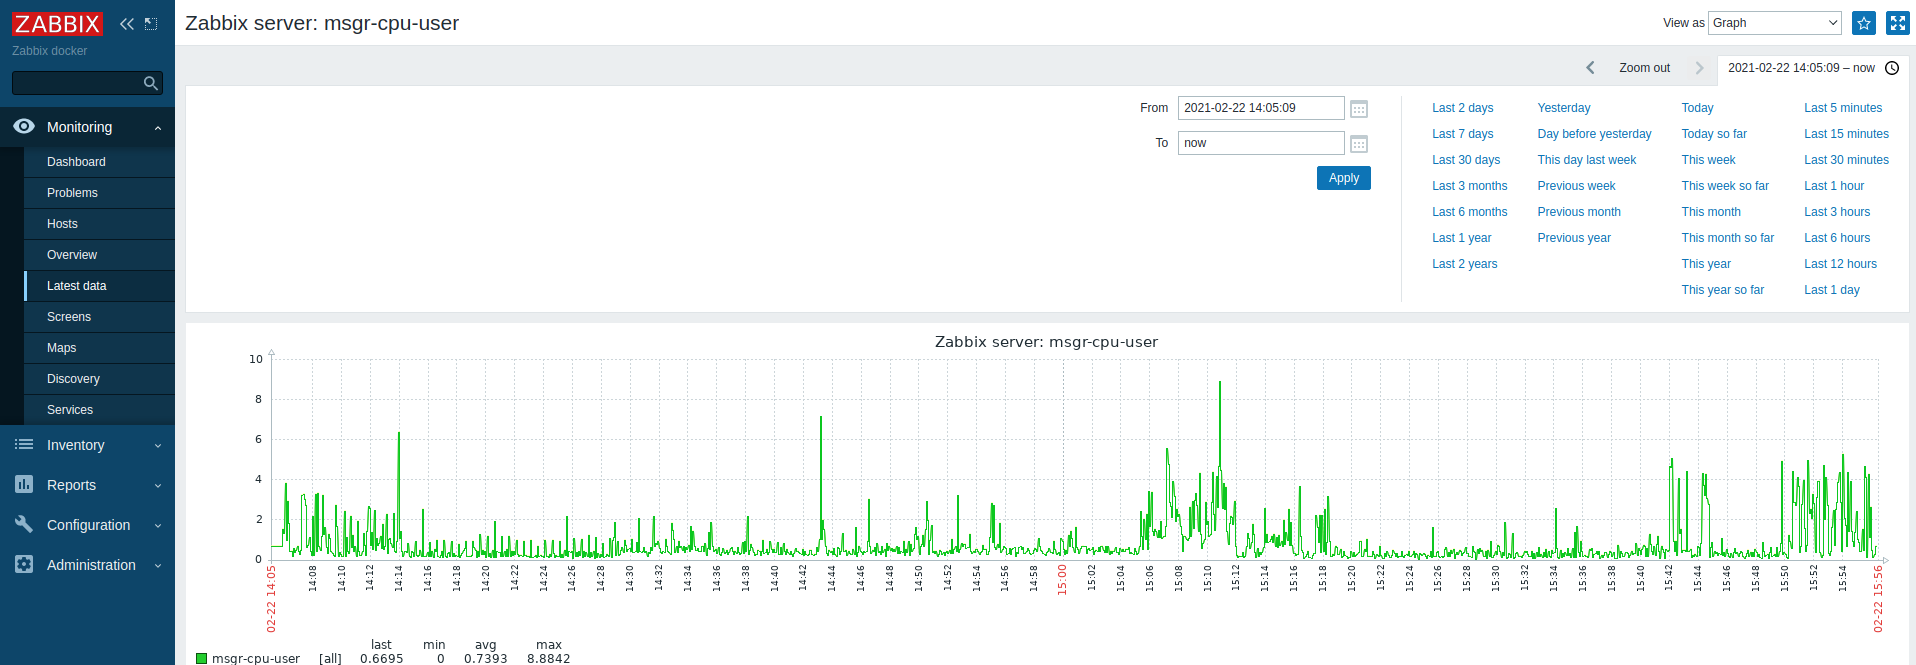 ZABBIX
Zabbix docker
Monitoring
Dashboard
Problems
Hosts
Overview
Latest data
Screens
Maps
Discovery
Services
Inventory
Reports
Configuration
Administration
Zabbix server: msgr-cpu-user
View as Graph
Zoom out
2021-02-22 14:05:09 – now
From 2021-02-22 14:05:09
To now
Apply
Last 2 days Yesterday Today Last 5 minutes
Last 7 days Day before yesterday Today so far Last 15 minutes
Last 30 days This day last week This week Last 30 minutes
Last 3 months Previous week This week so far Last 1 hour
Last 6 months Previous month This month Last 3 hours
Last 1 year Previous year This month so far Last 6 hours
Last 2 years This year Last 12 hours
This year so far Last 1 day
Zabbix server: msgr-cpu-user
10
8
6
4
2
0
02-22 14:05 14:08 14:10 14:12 14:14 14:16 14:18 14:20 14:22 14:24 14:26 14:28 14:30 14:32 14:34 14:36 14:38 14:40 14:42 14:44 14:46 14:48 14:50 14:52 14:54 14:56 14:58 15:00 15:02 15:04 15:06 15:08 15:10 15:12 15:14 15:16 15:18 15:20 15:22 15:24 15:26 15:28 15:30 15:32 15:34 15:36 15:38 15:40 15:42 15:44 15:46 15:48 15:50 15:52 15:54 02-22 15:56
last min avg max
msgr-cpu-user [all] 0.6695 0 0.7393 8.8842